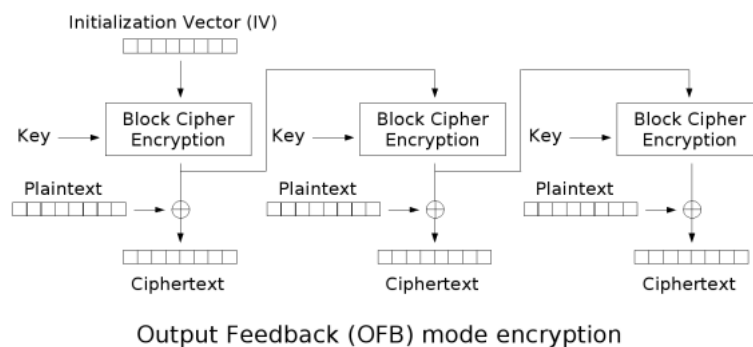 Initialization Vector (IV)
Block Cipher
Encryption
Block Cipher
Encryption
Block Cipher
Encryption
Key
Key
Key
Plaintext
Plaintext
Plaintext
Ciphertext
Ciphertext
Ciphertext
Output Feedback (OFB) mode encryption